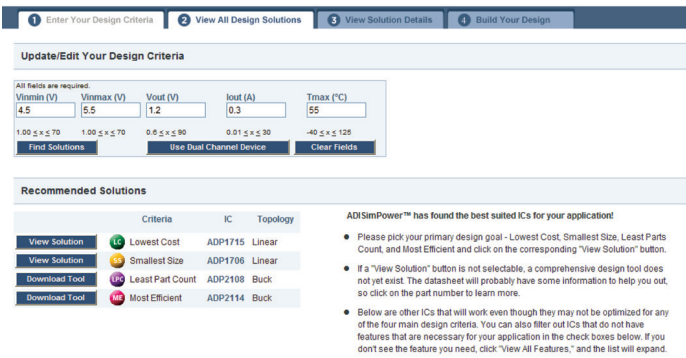 1 Enter Your Design Criteria 2 View All Design Solutions 3 View Solution Details 4 Build Your Design
Update/Edit Your Design Criteria
All fields are required.
Vinmin (V) Vinmax (V) Vout (V) Iout (A) Tmax (°C)
4.5 5.5 1.2 0.3 55
1.00 ≤ x ≤ 70 1.00 ≤ x ≤ 70 0.6 ≤ x ≤ 90 0.01 ≤ x ≤ 30 -40 ≤ x ≤ 125
Find Solutions Use Dual Channel Device Clear Fields
Recommended Solutions
Criteria IC Topology
View Solution LC Lowest Cost ADP1715 Linear
View Solution SS Smallest Size ADP1706 Linear
Download Tool LPC Least Part Count ADP2108 Buck
Download Tool ME Most Efficient ADP2114 Buck
ADISimPower™ has found the best suited ICs for your application!
● Please pick your primary design goal - Lowest Cost, Smallest Size, Least Parts
Count, and Most Efficient and click on the corresponding "View Solution" button.
● If a "View Solution" button is not selectable, a comprehensive design tool does
not yet exist. The datasheet will probably have some information to help you out,
so click on the part number to learn more.
● Below are other ICs that will work even though they may not be optimized for any
of the four main design criteria. You can also filter out ICs that do not have
features that are necessary for your application in the check boxes below. If you
don't see the feature you need, click "View All Features," and the list will expand.